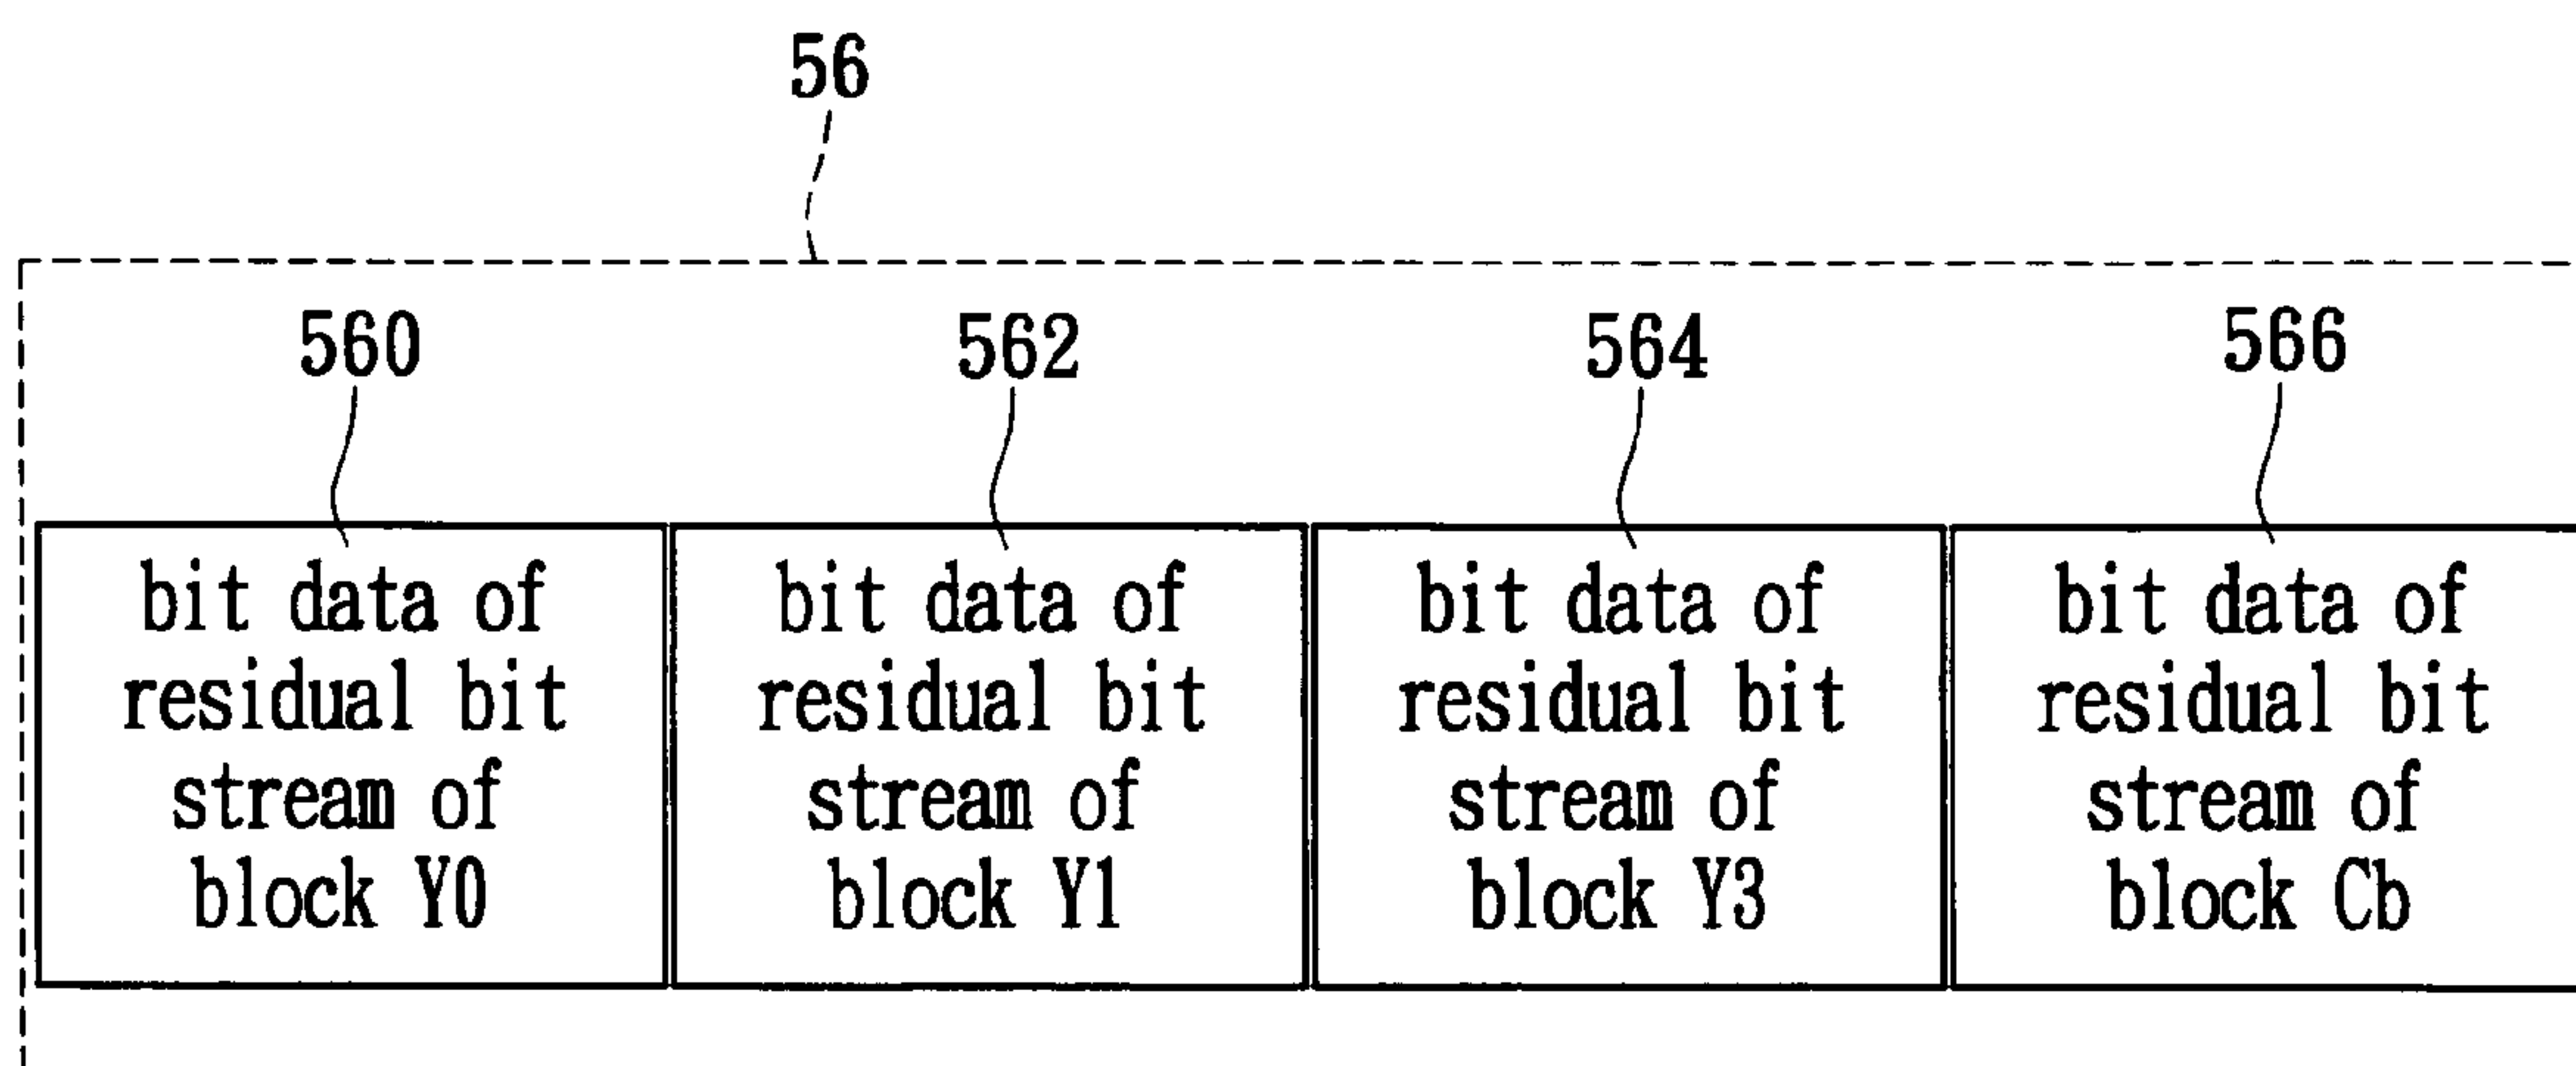 56
560
562
564
566
bit data of
residual bit
stream of
block Y0
bit data of
residual bit
stream of
block Y1
bit data of
residual bit
stream of
block Y3
bit data of
residual bit
stream of
block Cb